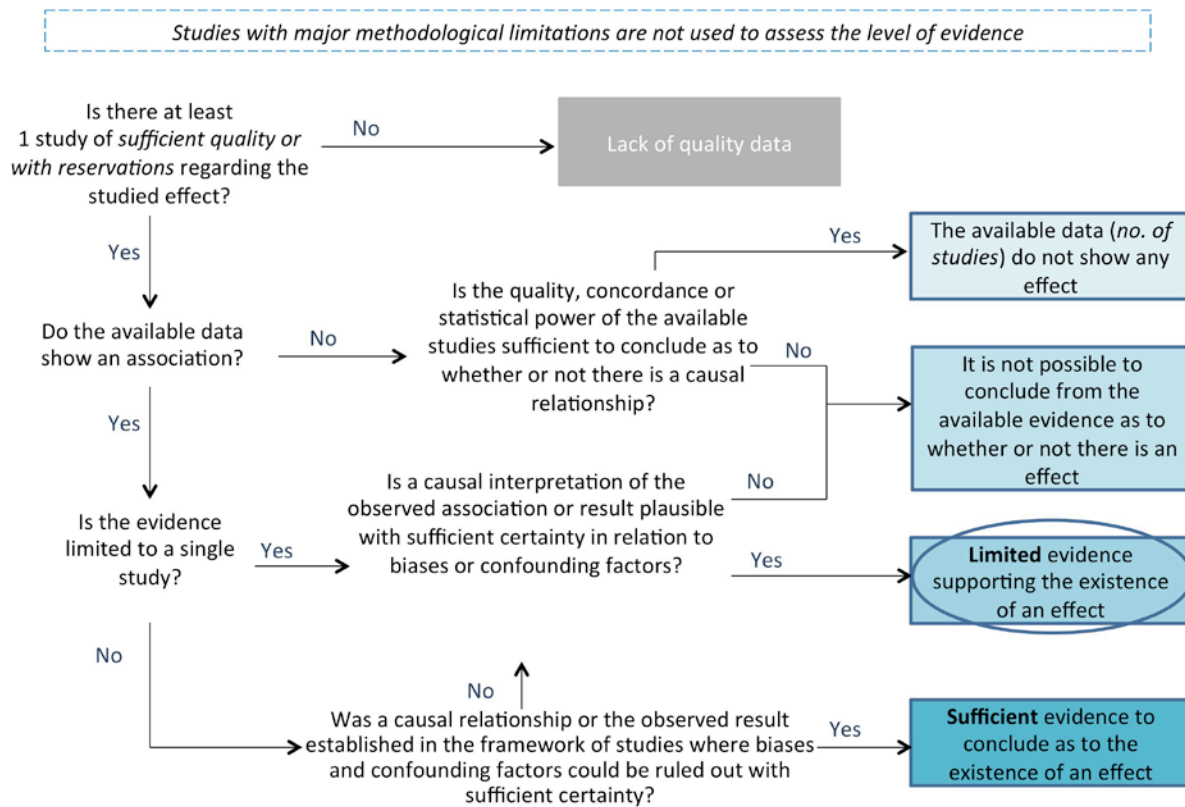 Studies with major methodological limitations are not used to assess the level of evidence
Is there at least
1 study of sufficient quality or
with reservations regarding the
studied effect?
No
Lack of quality data
Yes
Do the available data
show an association?
No
Is the quality, concordance or
statistical power of the available
studies sufficient to conclude as to
whether or not there is a causal
relationship?
Yes
The available data (no. of
studies) do not show any
effect
No
It is not possible to
conclude from the
available evidence as to
whether or not there is an
effect
Yes
Is the evidence
limited to a single
study?
Yes
Is a causal interpretation of the
observed association or result plausible
with sufficient certainty in relation to
biases or confounding factors?
No
Yes
Limited evidence
supporting the existence
of an effect
No
No
Was a causal relationship or the observed result
established in the framework of studies where biases
and confounding factors could be ruled out with
sufficient certainty?
Yes
Sufficient evidence to
conclude as to the
existence of an effect